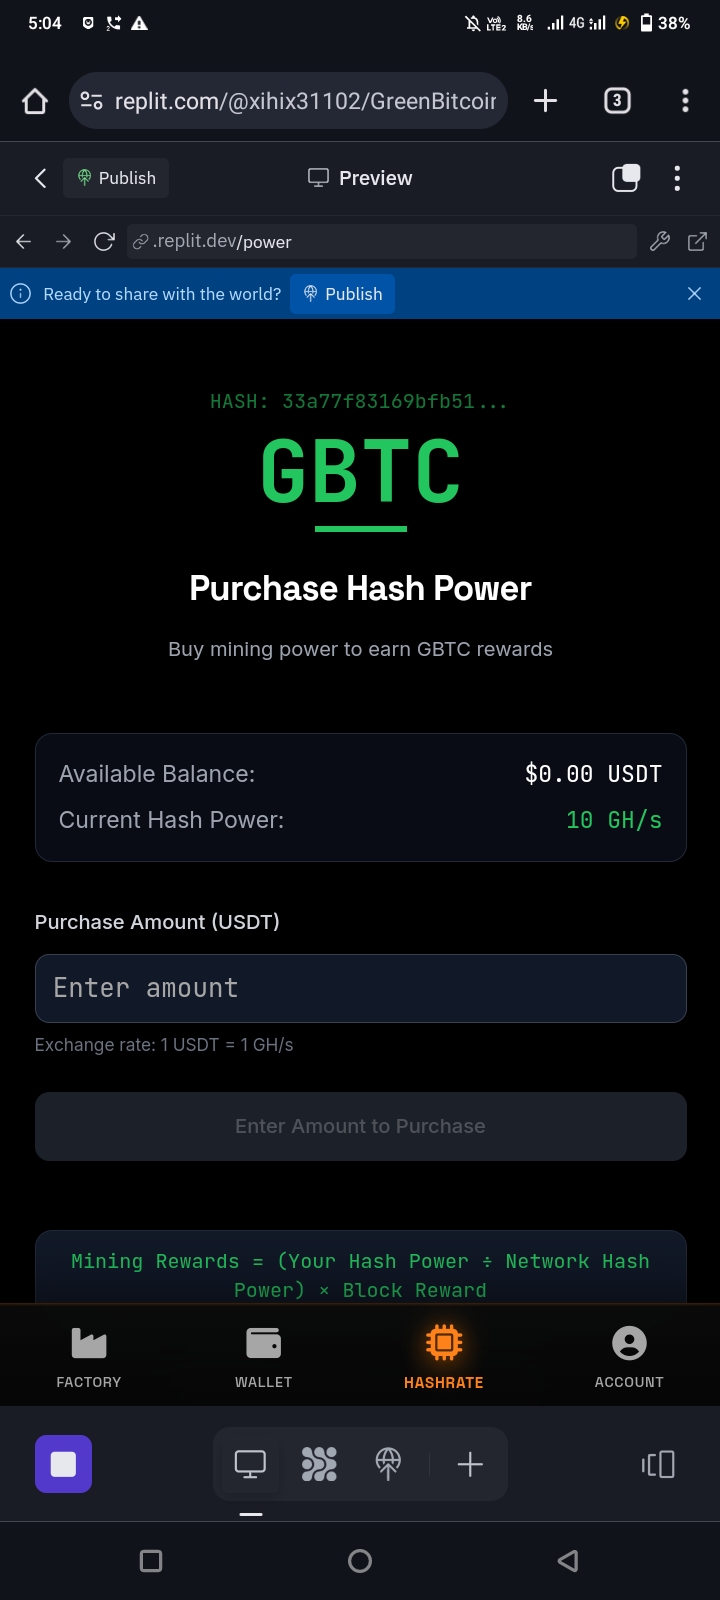 5:04
2
Vo))
LTE2
8.6
KB/s
4G
38%
replit.com/@xihix31102/GreenBitcoin
3
Publish
Preview
.replit.dev/power
Ready to share with the world?
Publish
HASH: 33a77f83169bfb51...
GBTC
Purchase Hash Power
Buy mining power to earn GBTC rewards
Available Balance: $0.00 USDT
Current Hash Power: 10 GH/s
Purchase Amount (USDT)
Enter amount
Exchange rate: 1 USDT = 1 GH/s
Enter Amount to Purchase
Mining Rewards = (Your Hash Power ÷ Network Hash
Power) × Block Reward
FACTORY
WALLET
HASHRATE
ACCOUNT